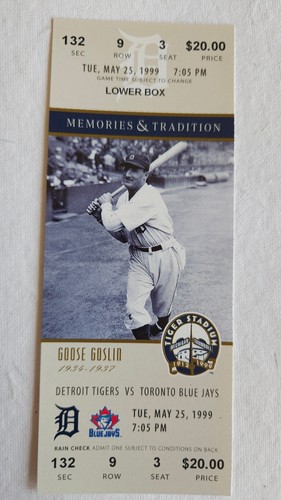 132 9 3 $20.00
SEC ROW SEAT PRICE
TUE, MAY 25, 1999 7:05 PM
GAME TIME SUBJECT TO CHANGE
LOWER BOX
MEMORIES & TRADITION
TIGER STADIUM
1912 1999
GOOSE GOSLIN
1934-1937
DETROIT TIGERS VS TORONTO BLUE JAYS
D
BLUE JAYS
TUE, MAY 25, 1999
7:05 PM
RAIN CHECK ADMIT ONE SUBJECT TO CONDITIONS ON BACK
132 9 3 $20.00
SEC ROW SEAT PRICE